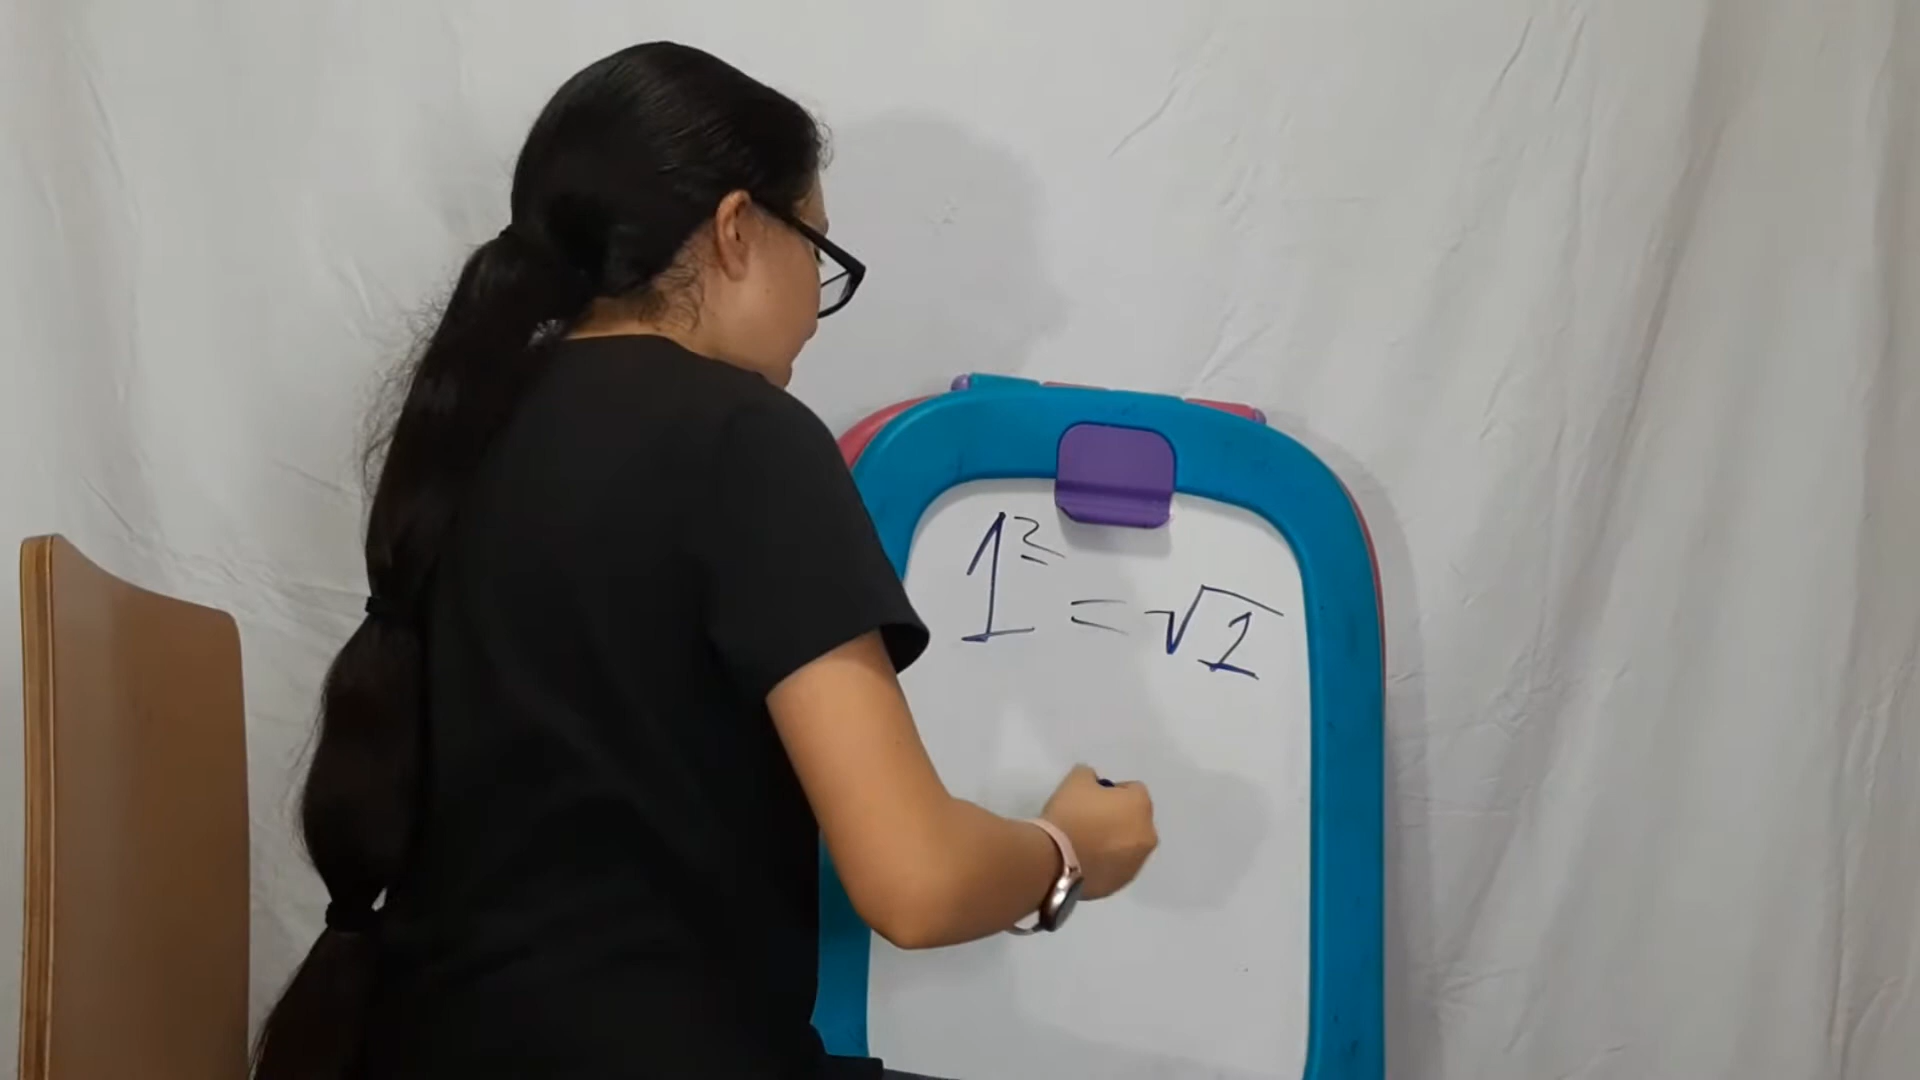 1² = √1